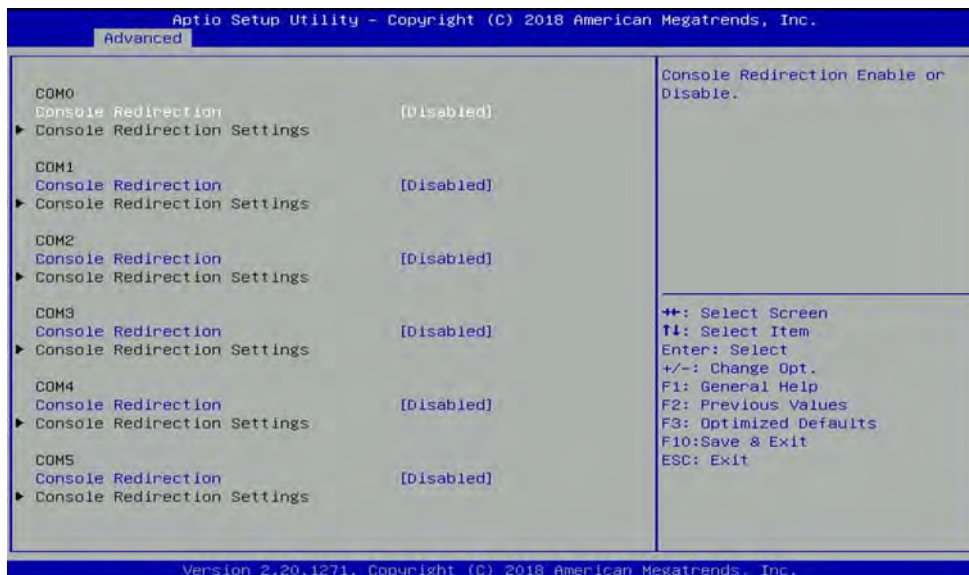 Aptio Setup Utility – Copyright (C) 2018 American Megatrends, Inc.
Advanced
COM0
Console Redirection [Disabled]
► Console Redirection Settings
COM1
Console Redirection [Disabled]
► Console Redirection Settings
COM2
Console Redirection [Disabled]
► Console Redirection Settings
COM3
Console Redirection [Disabled]
► Console Redirection Settings
COM4
Console Redirection [Disabled]
► Console Redirection Settings
COM5
Console Redirection [Disabled]
► Console Redirection Settings
Console Redirection Enable or
Disable.
→←: Select Screen
↑↓: Select Item
Enter: Select
+/-: Change Opt.
F1: General Help
F2: Previous Values
F3: Optimized Defaults
F10:Save & Exit
ESC: Exit
Version 2.20.1271. Copyright (C) 2018 American Megatrends, Inc.